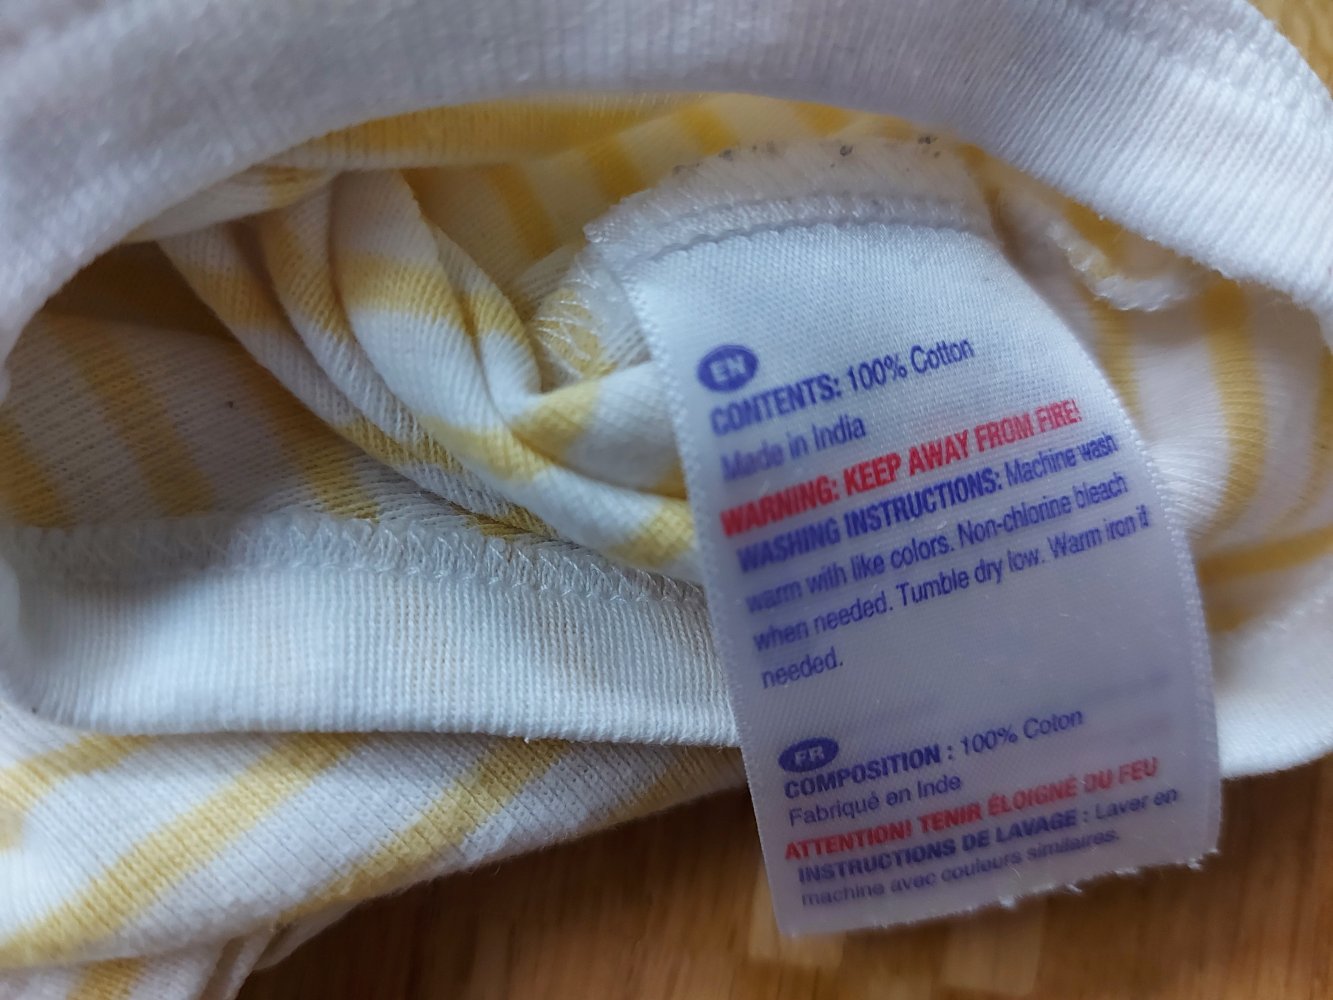 EN
CONTENTS: 100% Cotton
Made in India
WARNING: KEEP AWAY FROM FIRE!
WASHING INSTRUCTIONS: Machine wash
warm with like colors. Non-chlorine bleach
when needed. Tumble dry low. Warm iron if
needed.
FR
COMPOSITION : 100% Coton
Fabriqué en Inde
ATTENTION! TENIR ÉLOIGNÉ DU FEU
INSTRUCTIONS DE LAVAGE : Laver en
machine avec couleurs similaires.